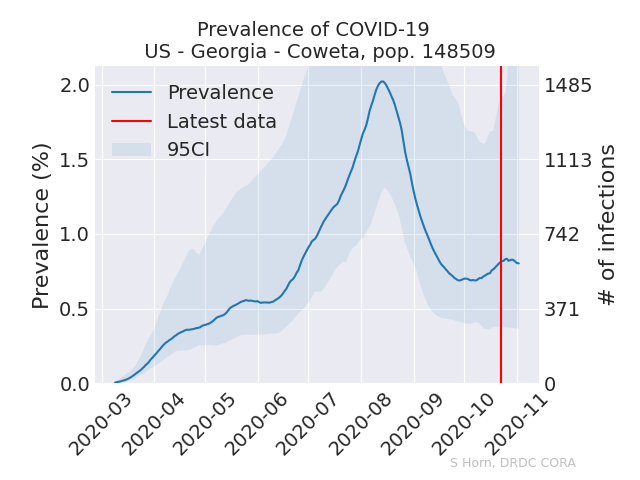 Prevalence of COVID-19
US - Georgia - Coweta, pop. 148509
Prevalence
Latest data
95CI
Prevalence (%)
2.0
1.5
1.0
0.5
0.0
1485
1113
742
371
0
# of infections
2020-03
2020-04
2020-05
2020-06
2020-07
2020-08
2020-09
2020-10
2020-11
S Horn, DRDC CORA